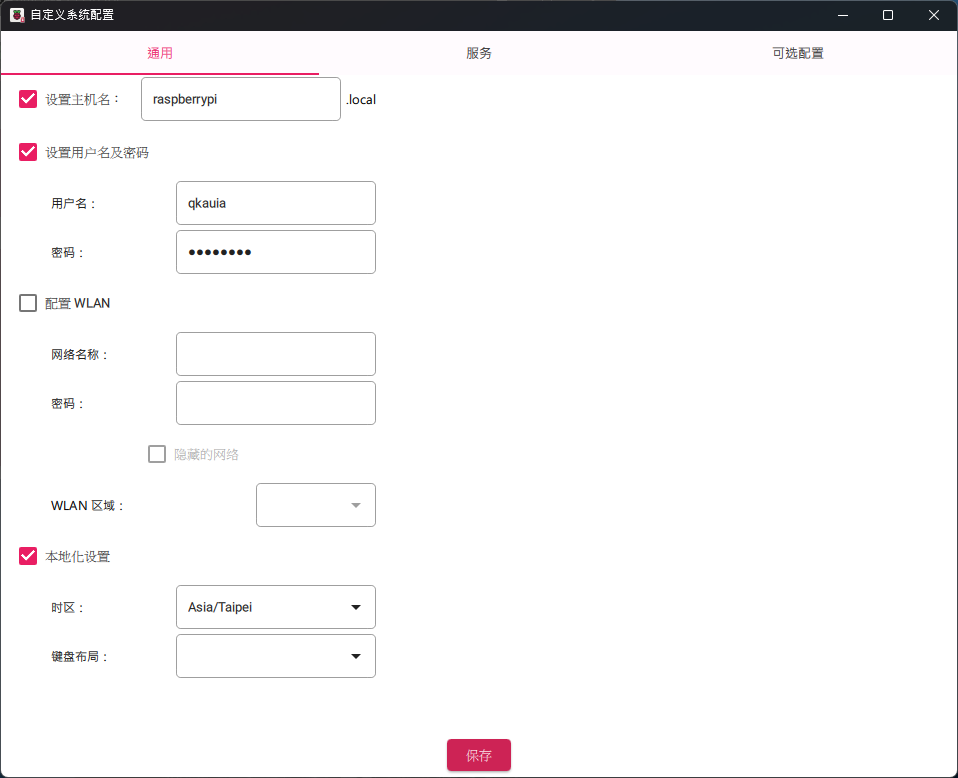 自定义系统配置
通用 服务 可选配置
设置主机名： raspberrypi .local
设置用户名及密码
用户名： qkauia
密码： ●●●●●●●●
配置 WLAN
网络名称：
密码：
隐藏的网络
WLAN 区域：
本地化设置
时区： Asia/Taipei
键盘布局：
保存